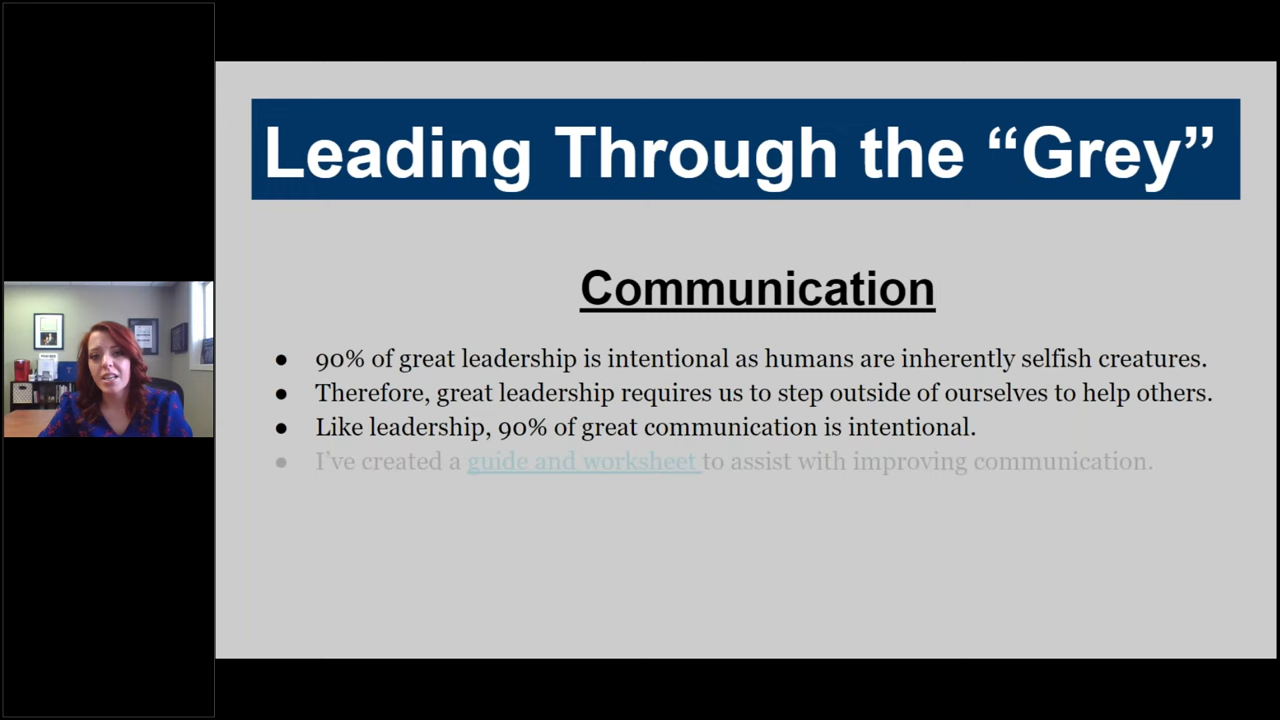 Leading Through the “Grey”
Communication
● 90% of great leadership is intentional as humans are inherently selfish creatures.
● Therefore, great leadership requires us to step outside of ourselves to help others.
● Like leadership, 90% of great communication is intentional.
● I’ve created a guide and worksheet to assist with improving communication.